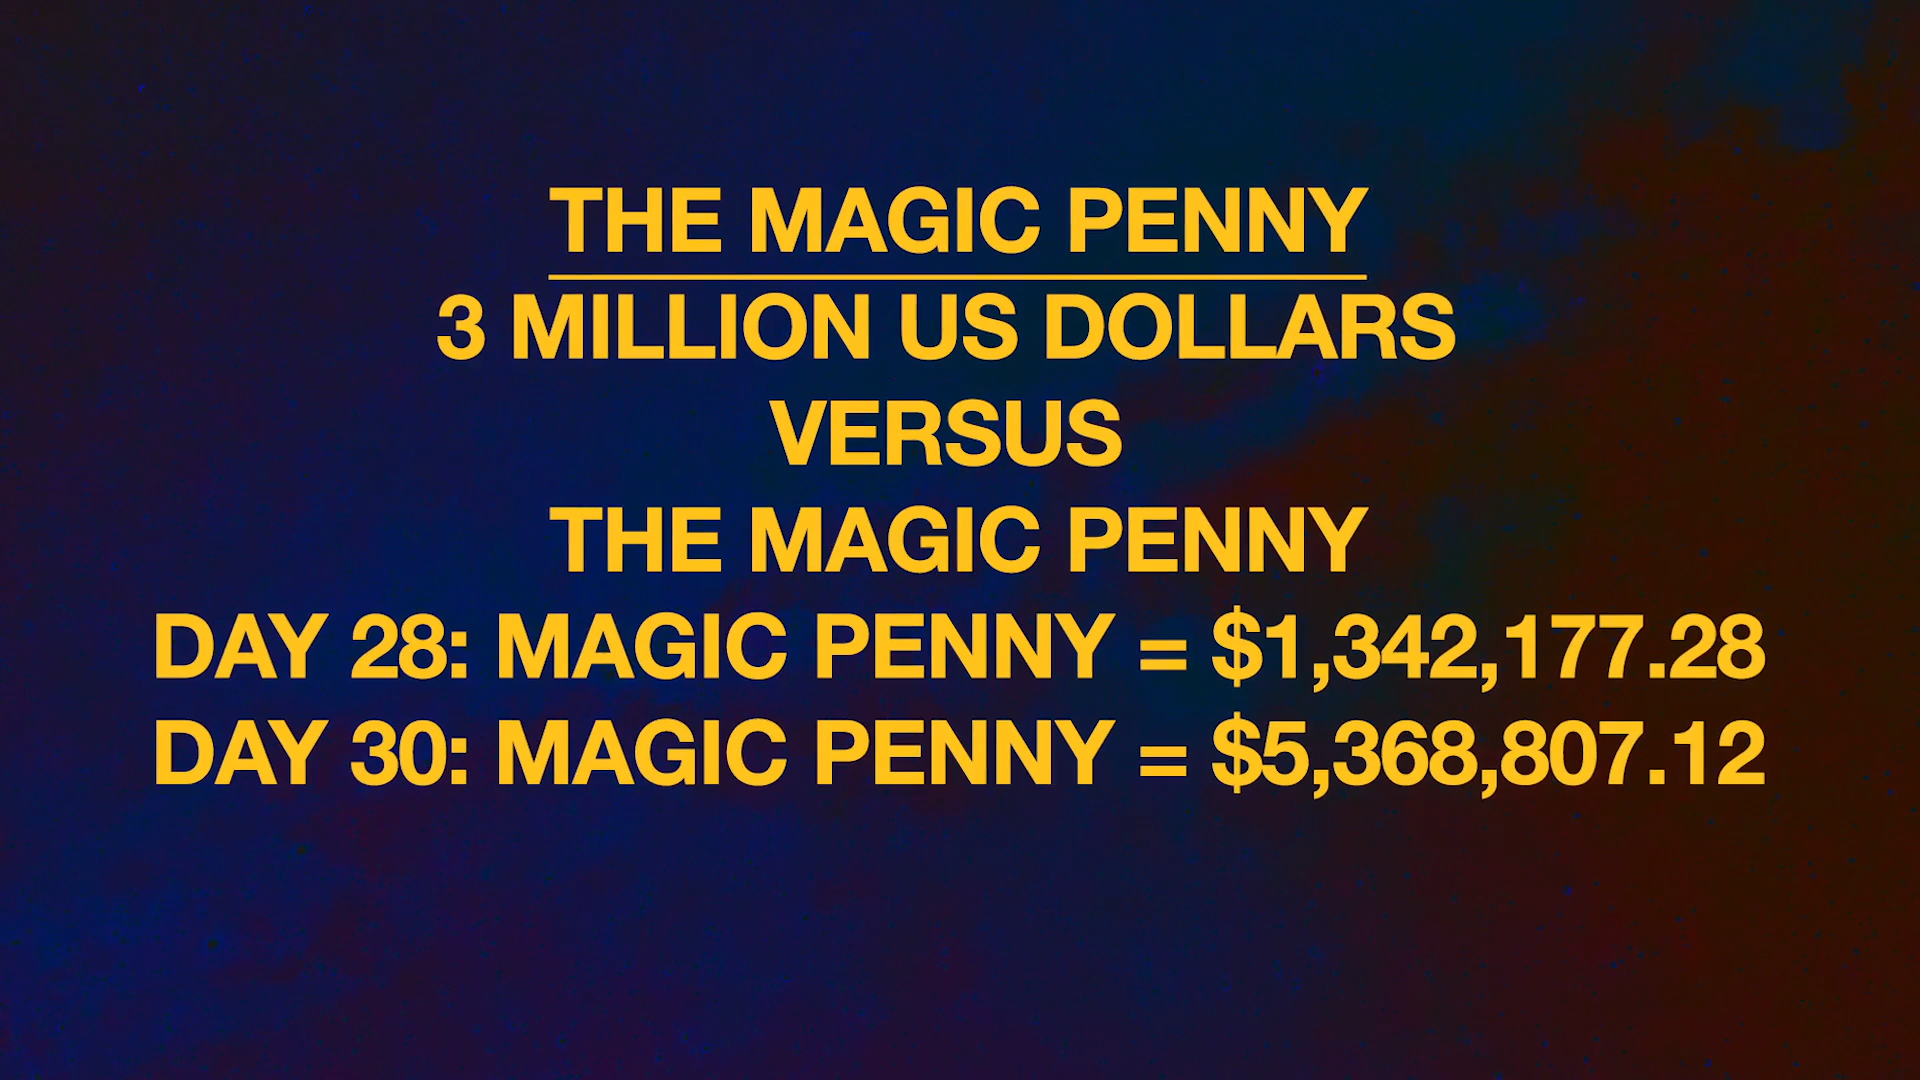 THE MAGIC PENNY
3 MILLION US DOLLARS
VERSUS
THE MAGIC PENNY
DAY 28: MAGIC PENNY = $1,342,177.28
DAY 30: MAGIC PENNY = $5,368,807.12